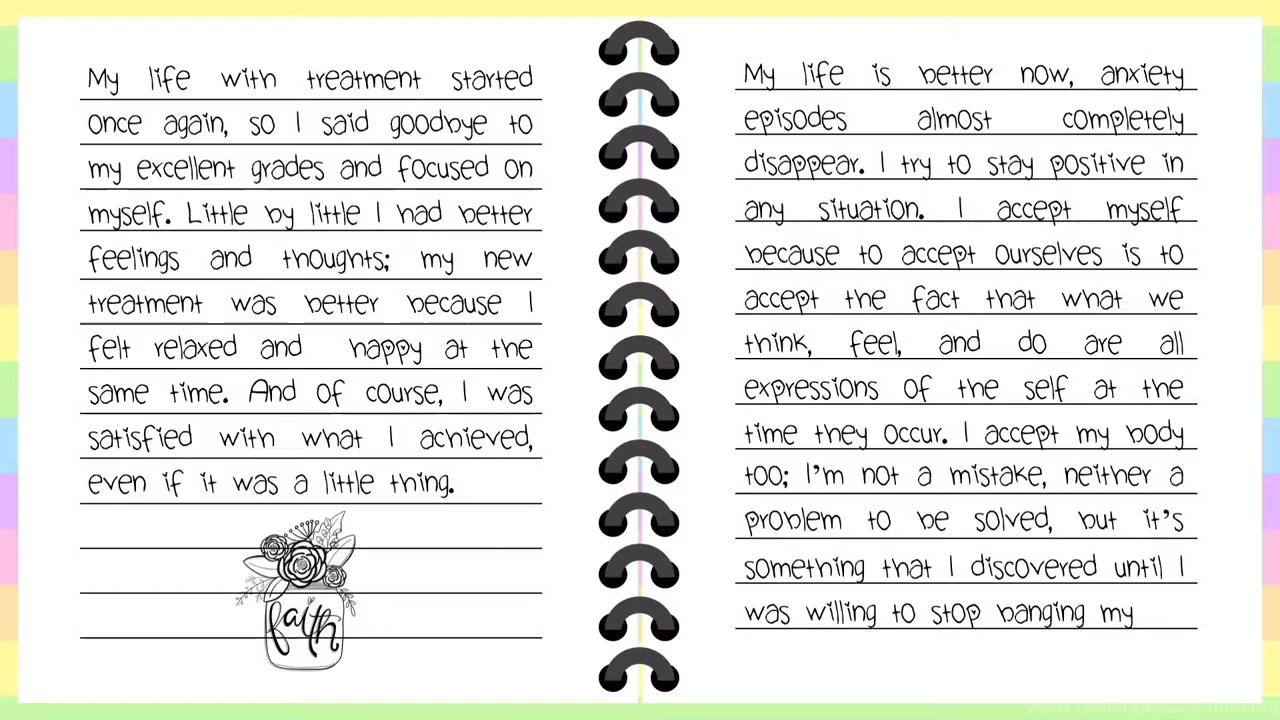 My life with treatment started
once again, so I said goodbye to
my excellent grades and focused on
myself. Little by little I had better
feelings and thoughts; my new
treatment was better because I
felt relaxed and happy at the
same time. And of course, I was
satisfied with what I achieved,
even if it was a little thing.
faith
My life is better now, anxiety
episodes almost completely
disappear. I try to stay positive in
any situation. I accept myself
because to accept ourselves is to
accept the fact that what we
think, feel, and do are all
expressions of the self at the
time they occur. I accept my body
too; I'm not a mistake, neither a
problem to be solved, but it's
something that I discovered until I
was willing to stop banging my